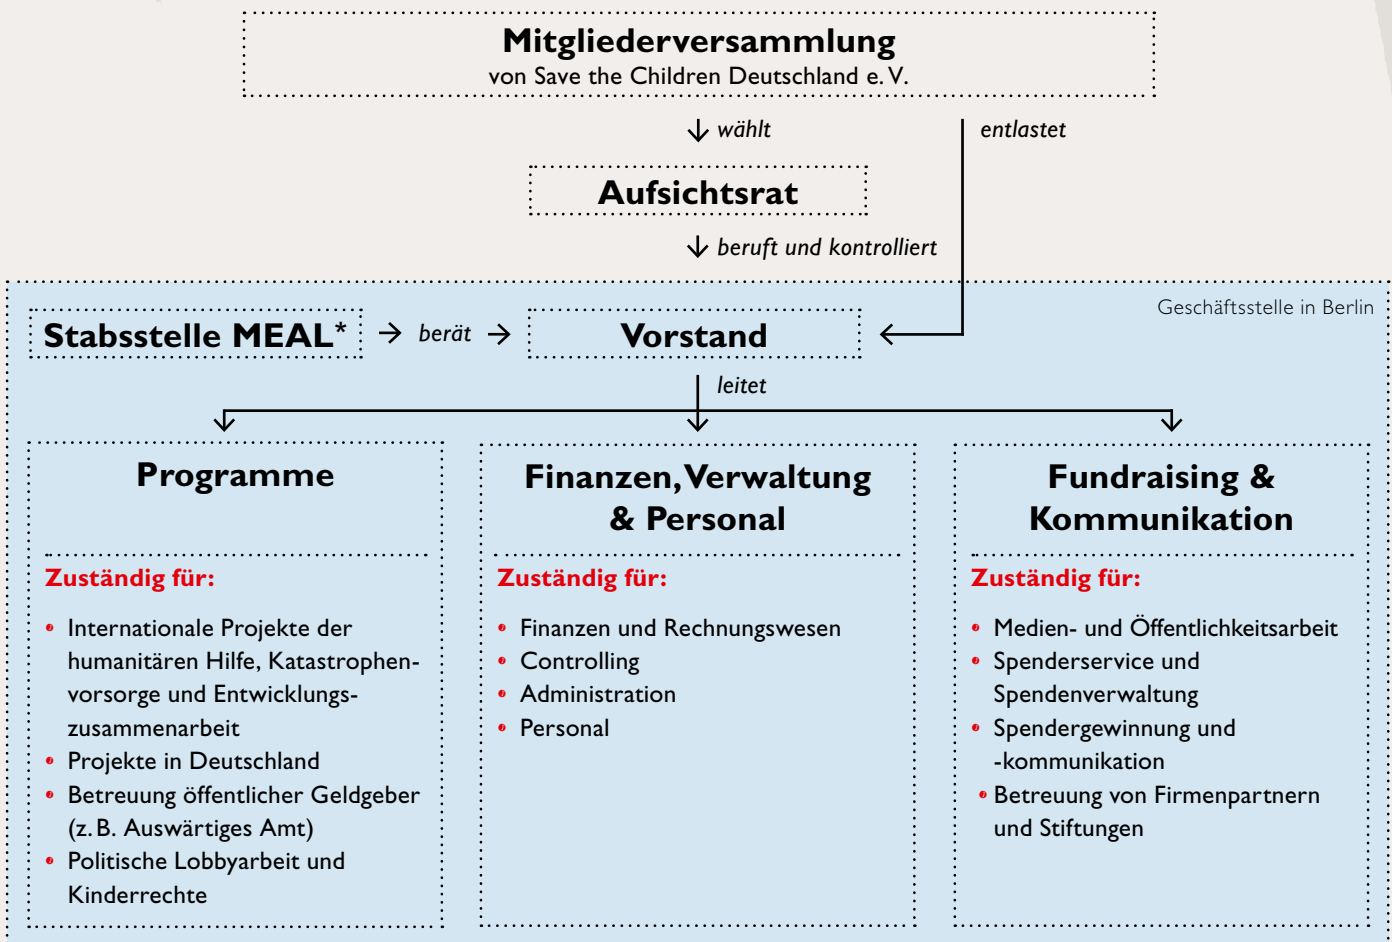 Mitgliederversammlung
von Save the Children Deutschland e. V.
wählt
entlastet
Aufsichtsrat
beruft und kontrolliert
Geschäftsstelle in Berlin
Stabsstelle MEAL*
berät
Vorstand
leitet
Programme
Zuständig für:
• Internationale Projekte der
humanitären Hilfe, Katastrophen-
vorsorge und Entwicklungs-
zusammenarbeit
• Projekte in Deutschland
• Betreuung öffentlicher Geldgeber
(z. B. Auswärtiges Amt)
• Politische Lobbyarbeit und
Kinderrechte
Finanzen, Verwaltung
& Personal
Zuständig für:
• Finanzen und Rechnungswesen
• Controlling
• Administration
• Personal
Fundraising &
Kommunikation
Zuständig für:
• Medien- und Öffentlichkeitsarbeit
• Spenderservice und
Spendenverwaltung
• Spendergewinnung und
-kommunikation
• Betreuung von Firmenpartnern
und Stiftungen